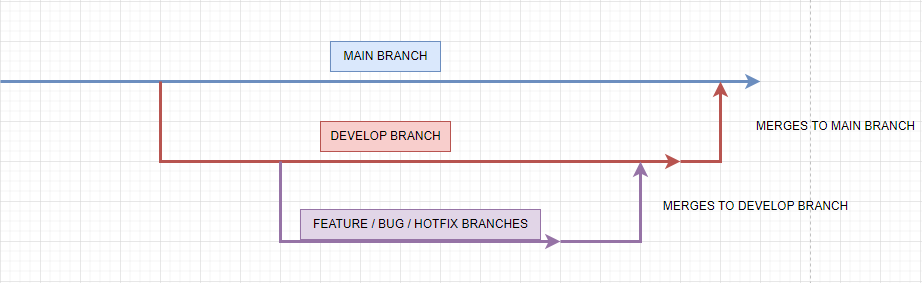 MAIN BRANCH
DEVELOP BRANCH
MERGES TO MAIN BRANCH
FEATURE / BUG / HOTFIX BRANCHES
MERGES TO DEVELOP BRANCH